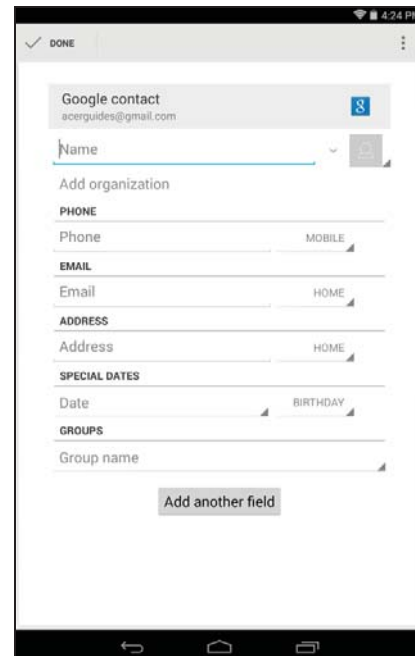 4:24 PM
DONE
Google contact
8
acerguides@gmail.com
Name
Add organization
PHONE
Phone MOBILE
EMAIL
Email HOME
ADDRESS
Address HOME
SPECIAL DATES
Date BIRTHDAY
GROUPS
Group name
Add another field